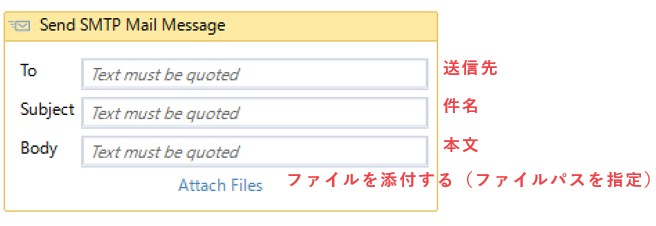 Send SMTP Mail Message
To Text must be quoted 送信先
Subject Text must be quoted 件名
Body Text must be quoted 本文
Attach Files ファイルを添付する（ファイルパスを指定）